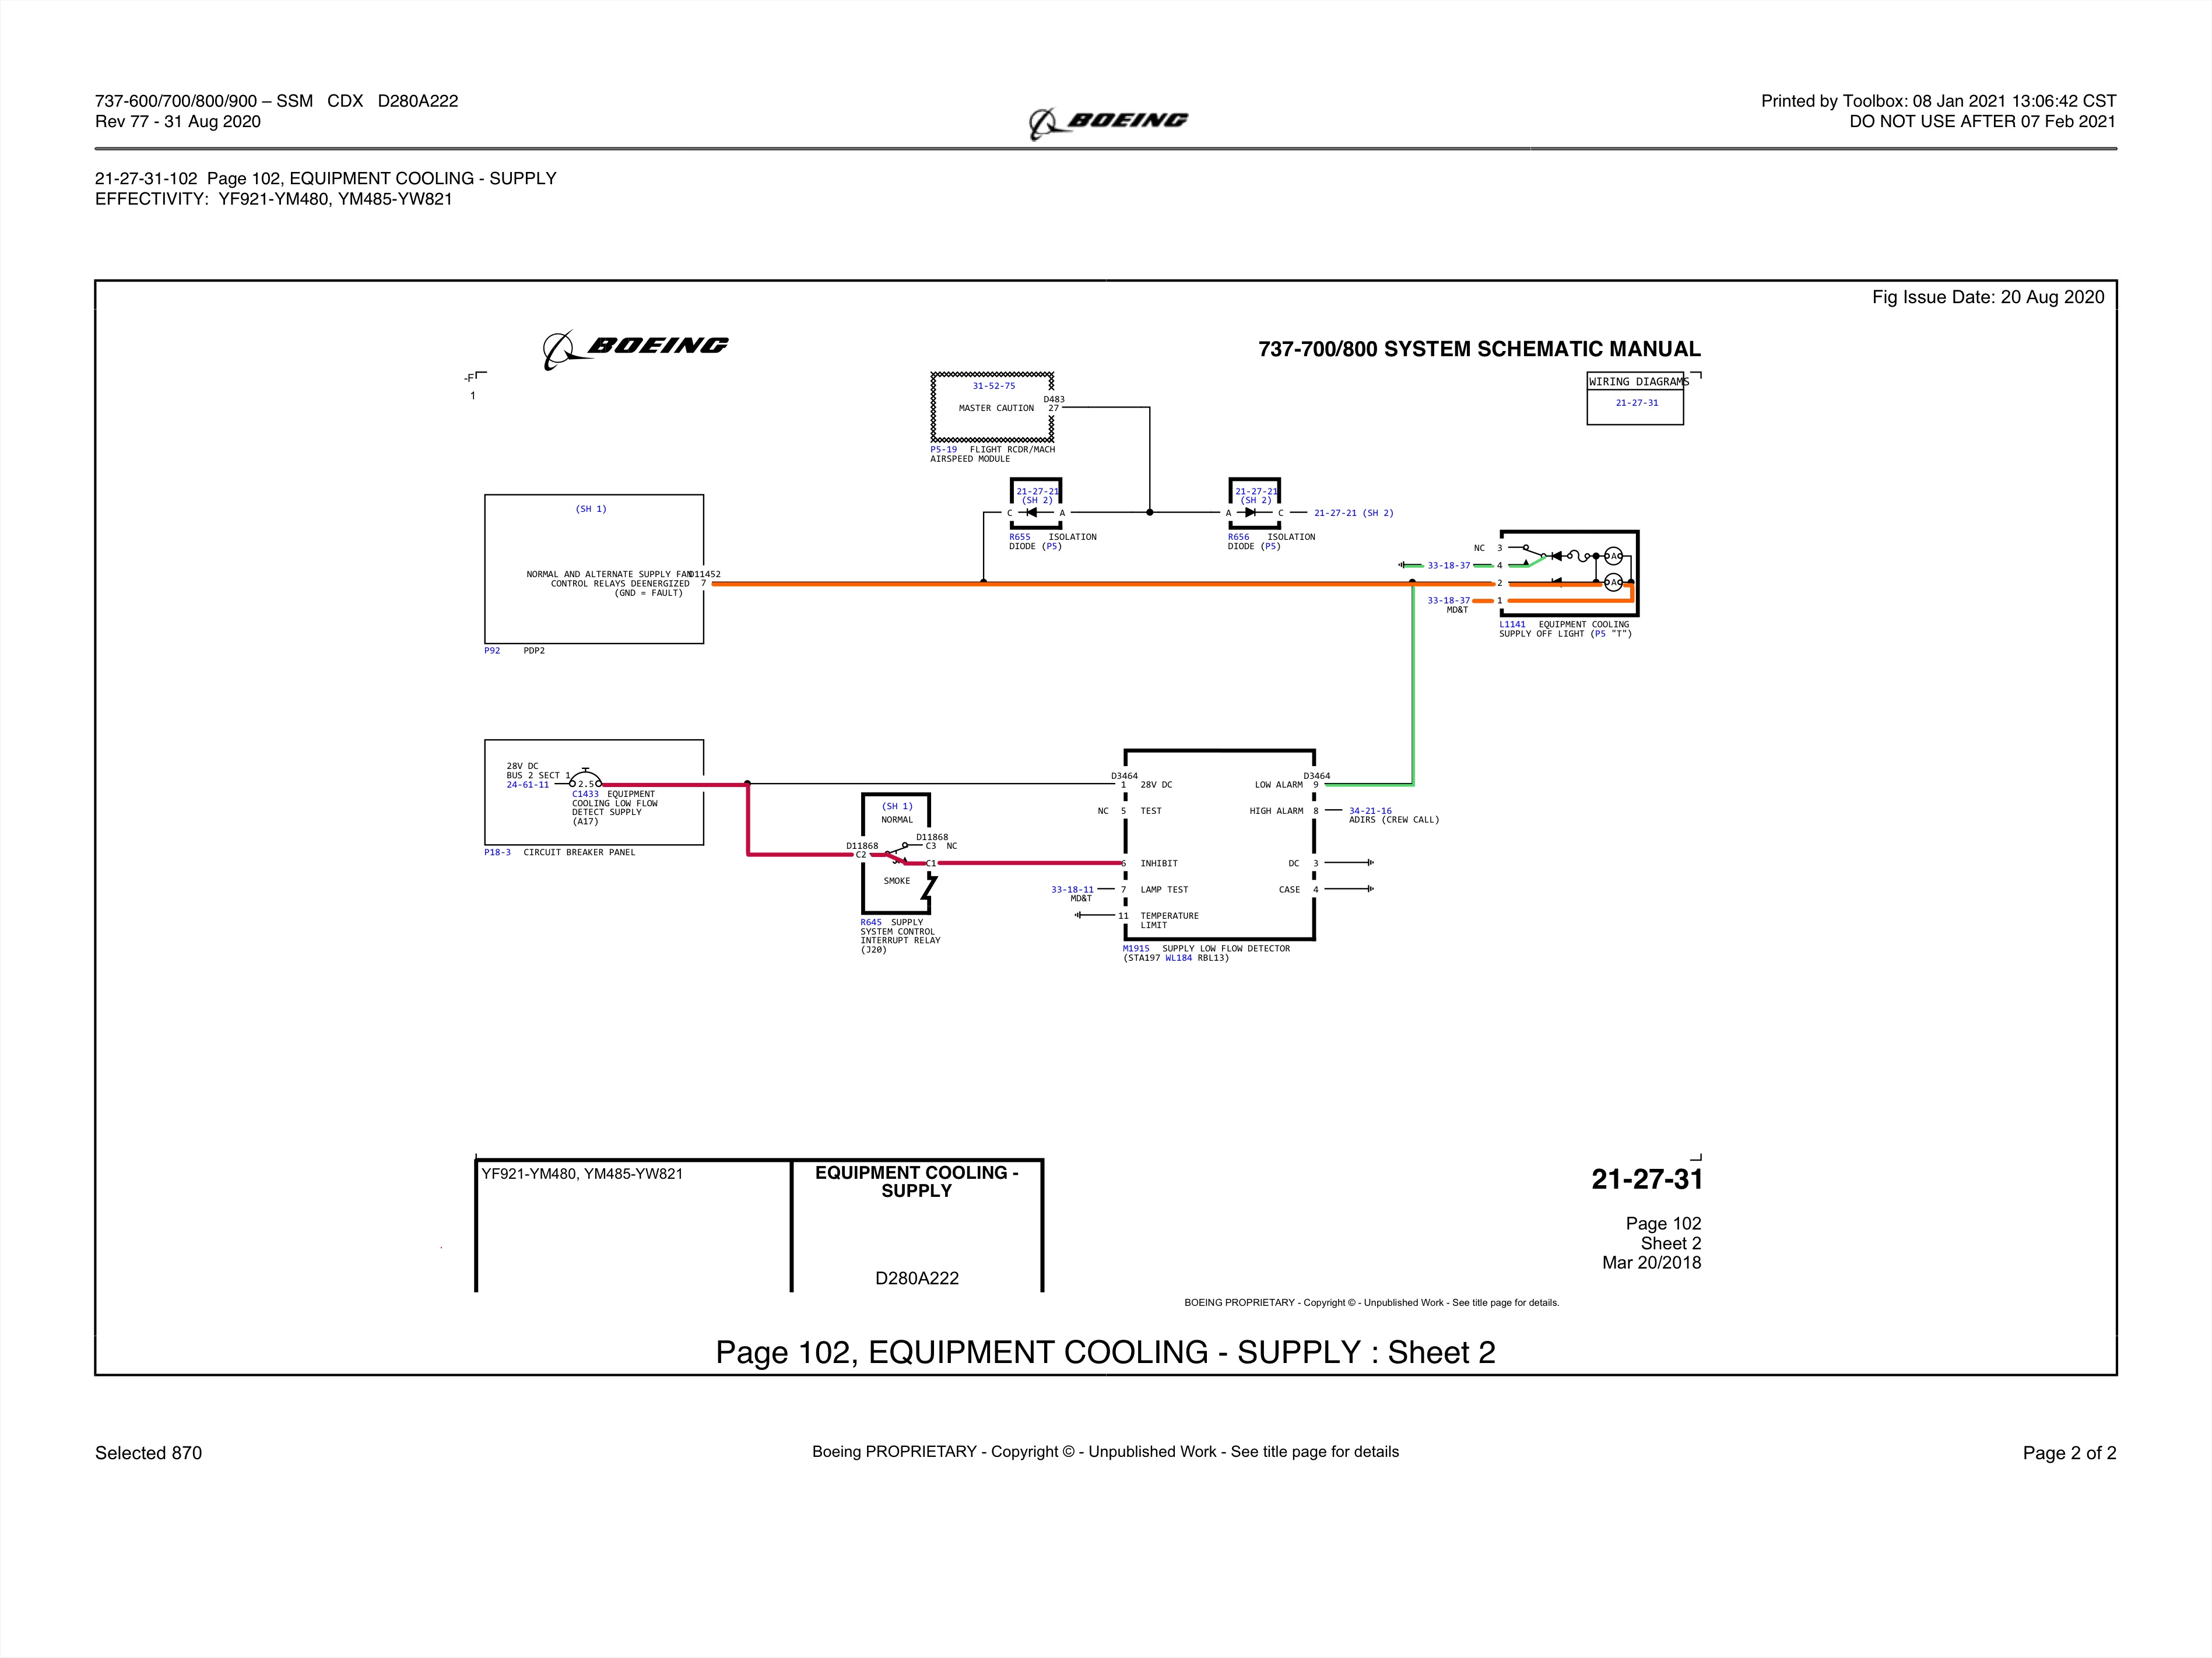 737-600/700/800/900 – SSM   CDX   D280A222
Rev 77 - 31 Aug 2020
BOEING
Printed by Toolbox: 08 Jan 2021 13:06:42 CST
DO NOT USE AFTER 07 Feb 2021
21-27-31-102  Page 102, EQUIPMENT COOLING - SUPPLY
EFFECTIVITY:  YF921-YM480, YM485-YW821
Fig Issue Date: 20 Aug 2020
BOEING
737-700/800 SYSTEM SCHEMATIC MANUAL
-F
1
WIRING DIAGRAMS
21-27-31
31-52-75
D483
MASTER CAUTION   27
P5-19   FLIGHT RCDR/MACH
AIRSPEED MODULE
21-27-21
(SH 2)
C   A
R655   ISOLATION
DIODE (P5)
21-27-21
(SH 2)
A   C   21-27-21 (SH 2)
R656   ISOLATION
DIODE (P5)
(SH 1)
NORMAL AND ALTERNATE SUPPLY FAN   D11452
CONTROL RELAYS DEENERGIZED   7
(GND = FAULT)
P92   PDP2
NC   3
33-18-37   4
2
33-18-37   1
MD&T
A
A
L1141   EQUIPMENT COOLING
SUPPLY OFF LIGHT (P5 "T")
28V DC
BUS 2 SECT 1
24-61-11   2.5
C1433   EQUIPMENT
COOLING LOW FLOW
DETECT SUPPLY
(A17)
P18-3   CIRCUIT BREAKER PANEL
(SH 1)
NORMAL
D11868
D11868   C3   NC
C2
C1
SMOKE
R645   SUPPLY
SYSTEM CONTROL
INTERRUPT RELAY
(J20)
D3464   D3464
1   28V DC   LOW ALARM   9
NC   5   TEST   HIGH ALARM   8   34-21-16
ADIRS (CREW CALL)
6   INHIBIT   DC   3
33-18-11   7   LAMP TEST   CASE   4
MD&T
11   TEMPERATURE
LIMIT
M1915   SUPPLY LOW FLOW DETECTOR
(STA197 WL184 RBL13)
YF921-YM480, YM485-YW821
EQUIPMENT COOLING -
SUPPLY
D280A222
21-27-31
Page 102
Sheet 2
Mar 20/2018
BOEING PROPRIETARY - Copyright © - Unpublished Work - See title page for details.
Page 102, EQUIPMENT COOLING - SUPPLY : Sheet 2
Selected 870
Boeing PROPRIETARY - Copyright © - Unpublished Work - See title page for details
Page 2 of 2